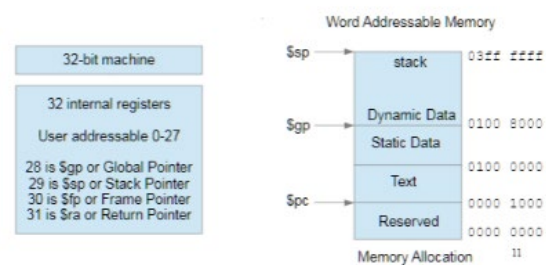 32-bit machine
32 internal registers
User addressable 0-27
28 is $gp or Global Pointer
29 is $sp or Stack Pointer
30 is $fp or Frame Pointer
31 is $ra or Return Pointer
Word Addressable Memory
$sp
stack
03ff ffff
Dynamic Data
$gp
0100 8000
Static Data
0100 0000
Text
$pc
0000 1000
Reserved
0000 0000
Memory Allocation
11